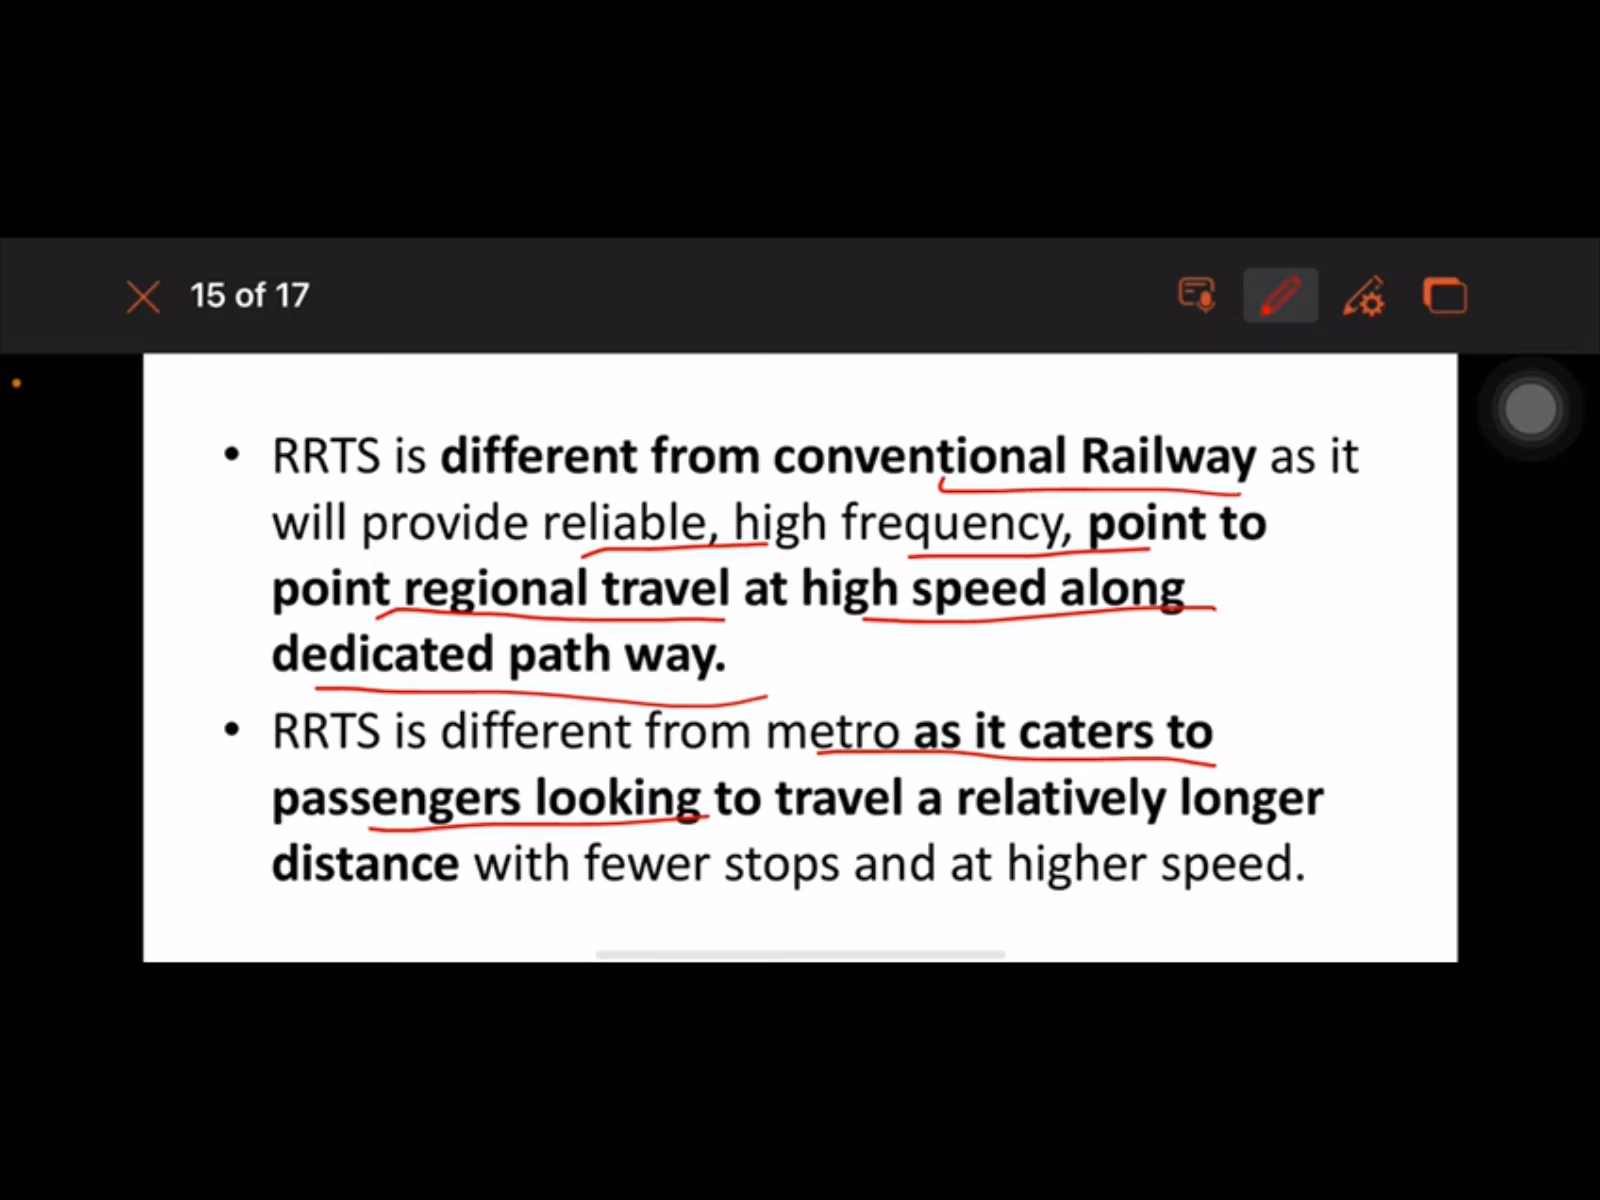 15 of 17
• RRTS is different from conventional Railway as it
will provide reliable, high frequency, point to
point regional travel at high speed along
dedicated path way.
• RRTS is different from metro as it caters to
passengers looking to travel a relatively longer
distance with fewer stops and at higher speed.